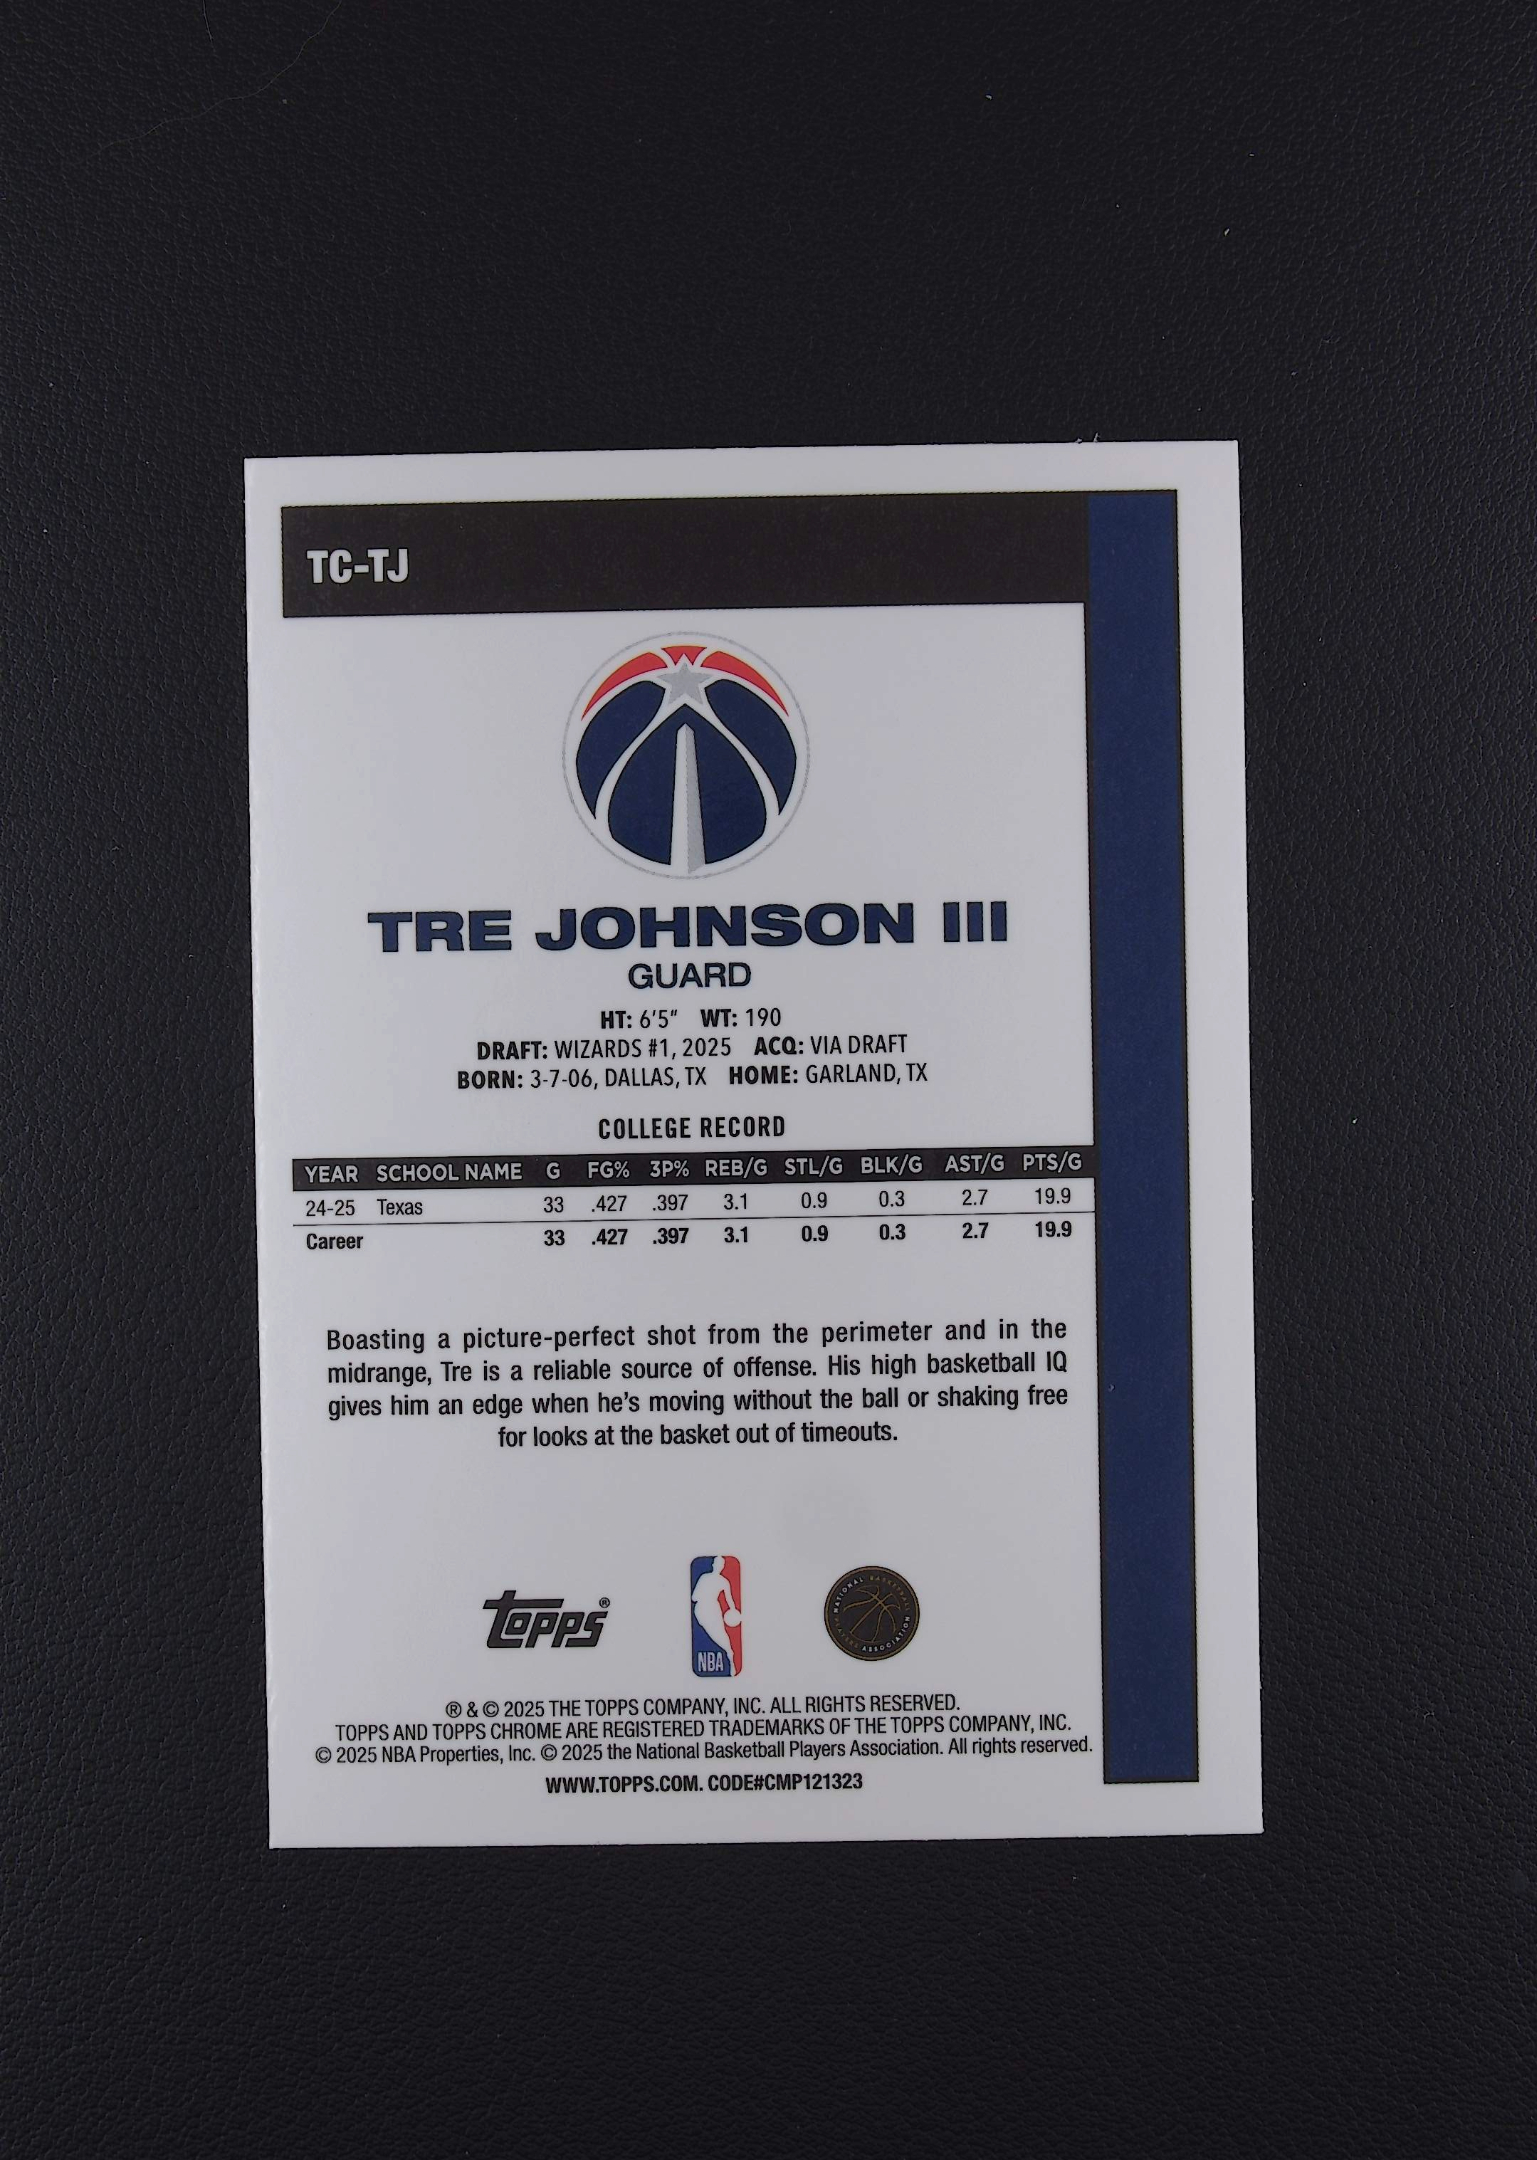 TC-TJ
TRE JOHNSON III
GUARD
HT: 6'5" WT: 190
DRAFT: WIZARDS #1, 2025 ACQ: VIA DRAFT
BORN: 3-7-06, DALLAS, TX HOME: GARLAND, TX
COLLEGE RECORD
YEAR SCHOOL NAME G FG% 3P% REB/G STL/G BLK/G AST/G PTS/G
24-25 Texas 33 .427 .397 3.1 0.9 0.3 2.7 19.9
Career 33 .427 .397 3.1 0.9 0.3 2.7 19.9
Boasting a picture-perfect shot from the perimeter and in the
midrange, Tre is a reliable source of offense. His high basketball IQ
gives him an edge when he's moving without the ball or shaking free
for looks at the basket out of timeouts.
Topps®
NBA
NATIONAL BASKETBALL PLAYERS ASSOCIATION
® & © 2025 THE TOPPS COMPANY, INC. ALL RIGHTS RESERVED.
TOPPS AND TOPPS CHROME ARE REGISTERED TRADEMARKS OF THE TOPPS COMPANY, INC.
© 2025 NBA Properties, Inc. © 2025 the National Basketball Players Association. All rights reserved.
WWW.TOPPS.COM. CODE#CMP121323